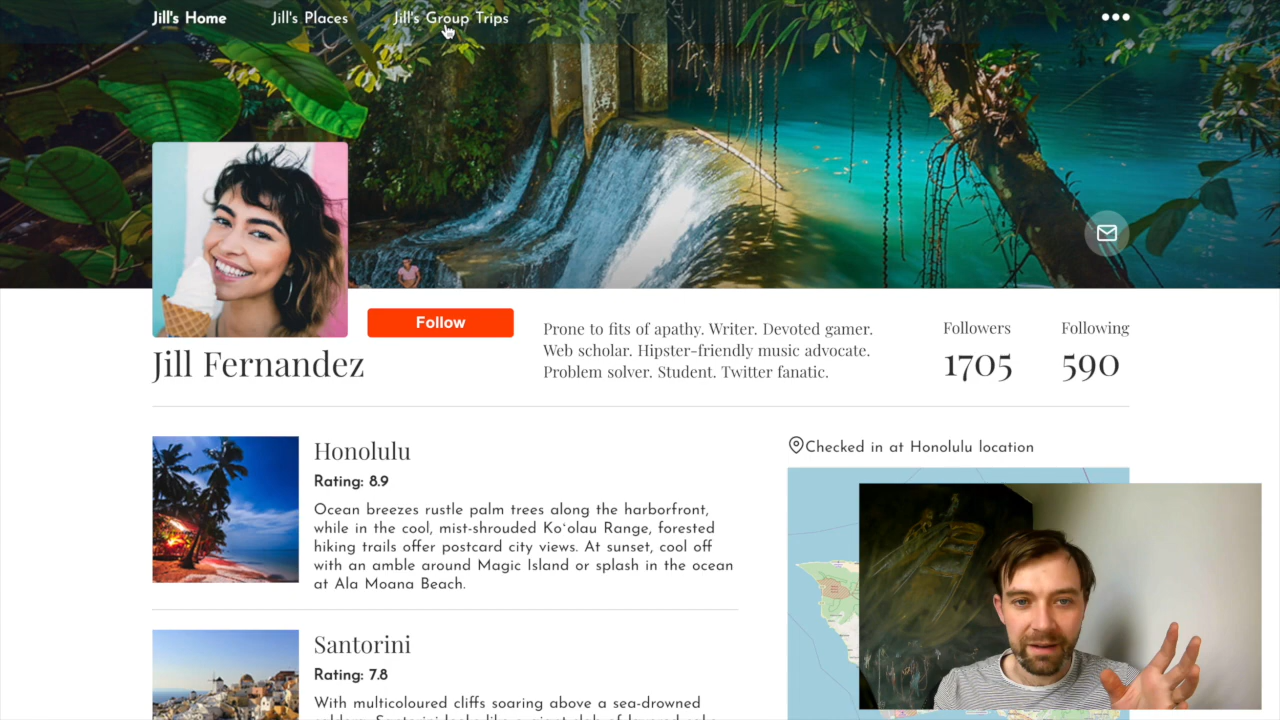 Jill's Home
Jill's Places
Jill's Group Trips
Follow
Jill Fernandez
Prone to fits of apathy. Writer. Devoted gamer.
Web scholar. Hipster-friendly music advocate.
Problem solver. Student. Twitter fanatic.
Followers
1705
Following
590
Honolulu
Rating: 8.9
Ocean breezes rustle palm trees along the harborfront,
while in the cool, mist-shrouded Koʻolau Range, forested
hiking trails offer postcard city views. At sunset, cool off
with an amble around Magic Island or splash in the ocean
at Ala Moana Beach.
Santorini
Rating: 7.8
With multicoloured cliffs soaring above a sea-drowned
Checked in at Honolulu location